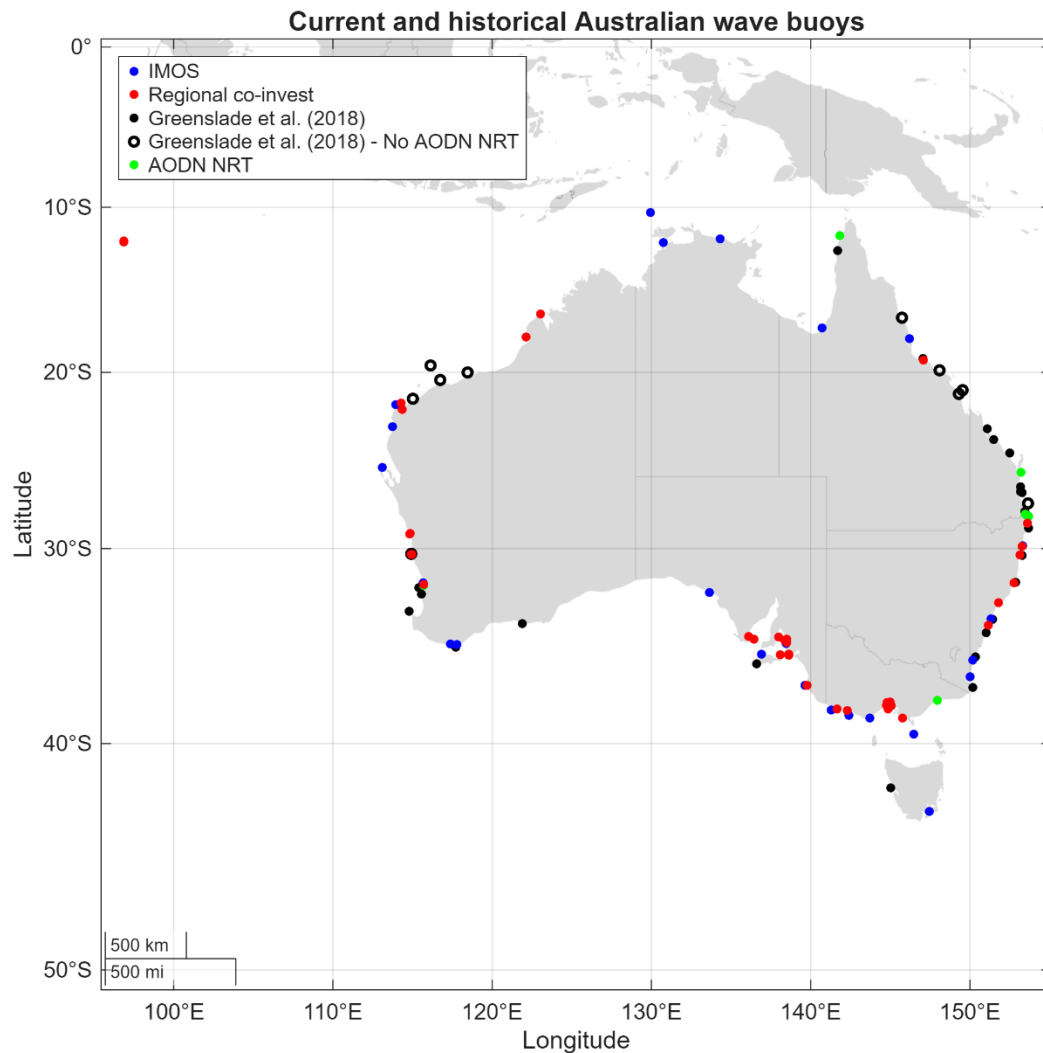 Current and historical Australian wave buoys
0°
10°S
20°S
30°S
40°S
50°S
Latitude
IMOS
Regional co-invest
Greenslade et al. (2018)
Greenslade et al. (2018) - No AODN NRT
AODN NRT
500 km
500 mi
100°E 110°E 120°E 130°E 140°E 150°E
Longitude